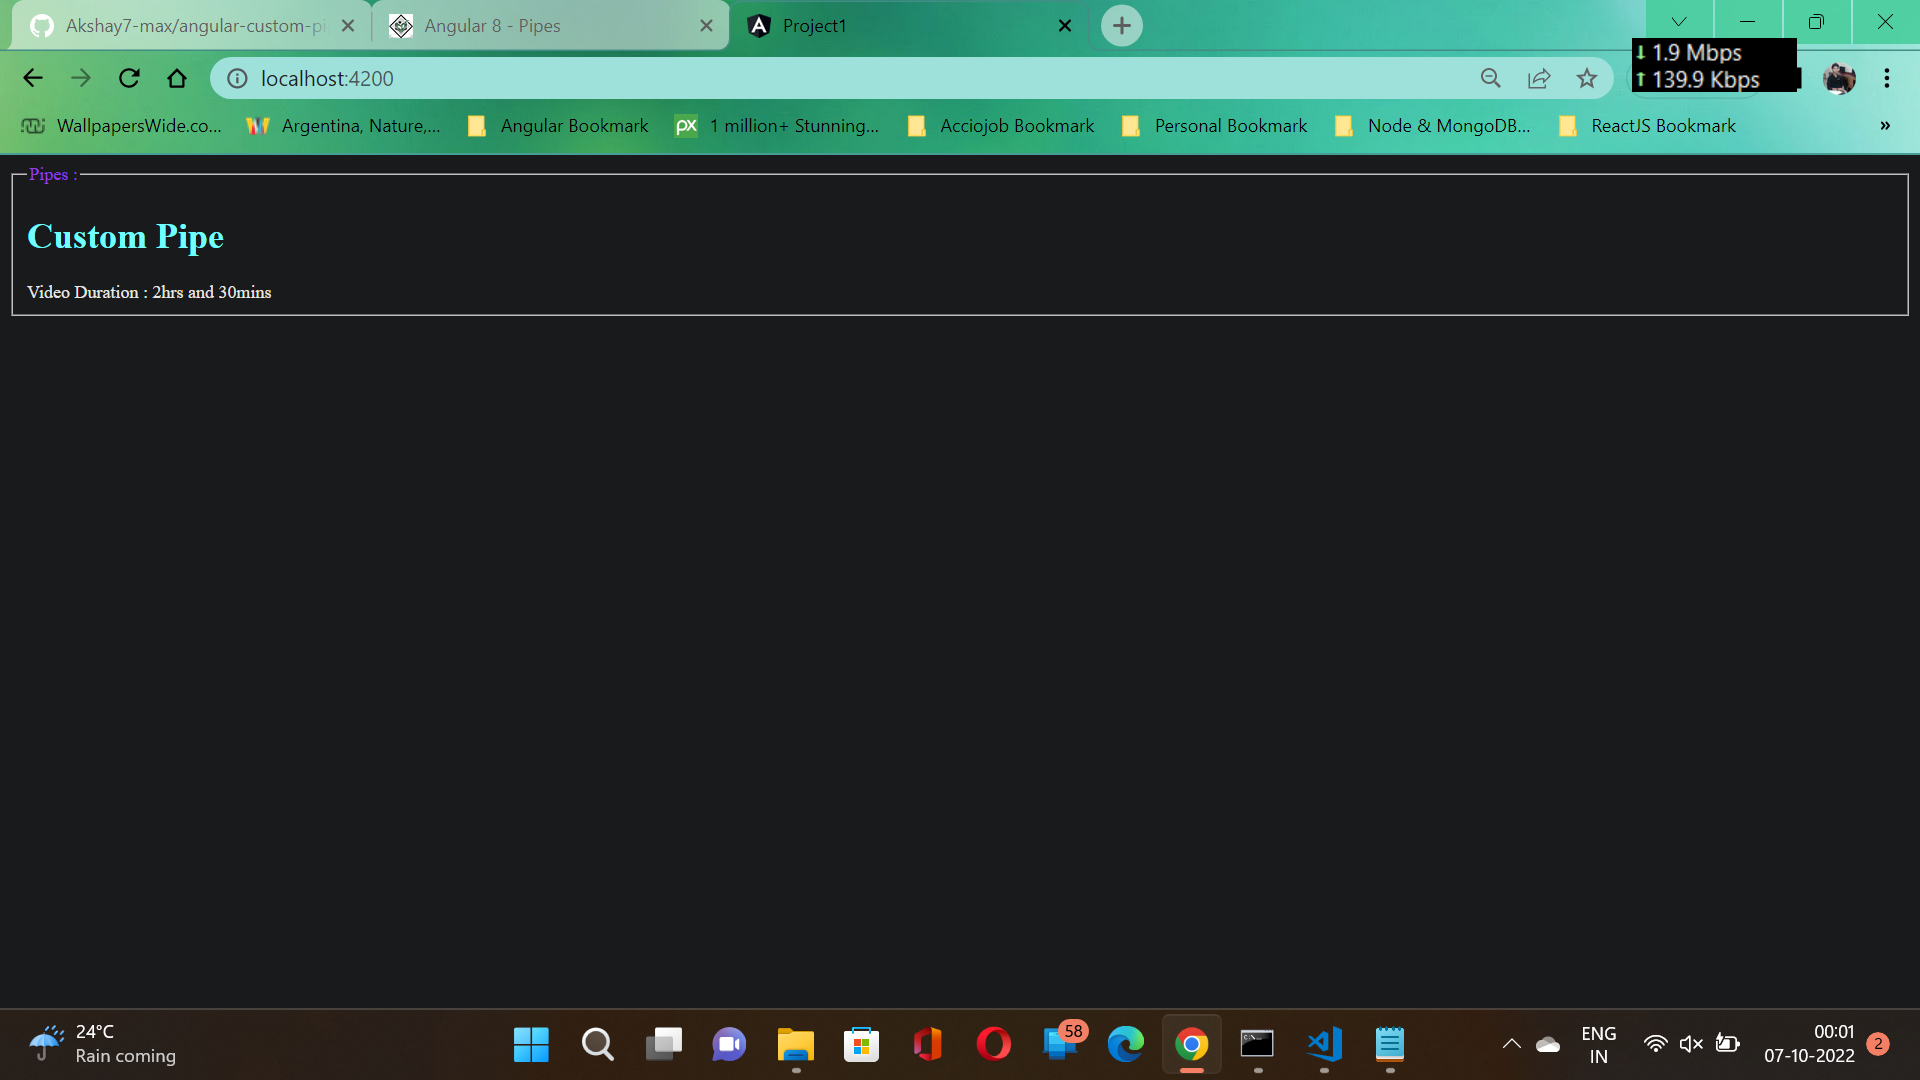 Akshay7-max/angular-custom-pi
Angular 8 - Pipes
Project1
1.9 Mbps
139.9 Kbps
localhost:4200
WallpapersWide.co...
Argentina, Nature,...
Angular Bookmark
px 1 million+ Stunning...
Acciojob Bookmark
Personal Bookmark
Node & MongoDB...
ReactJS Bookmark
»
Pipes :
Custom Pipe
Video Duration : 2hrs and 30mins
24°C
Rain coming
58
ENG
IN
00:01
07-10-2022
2